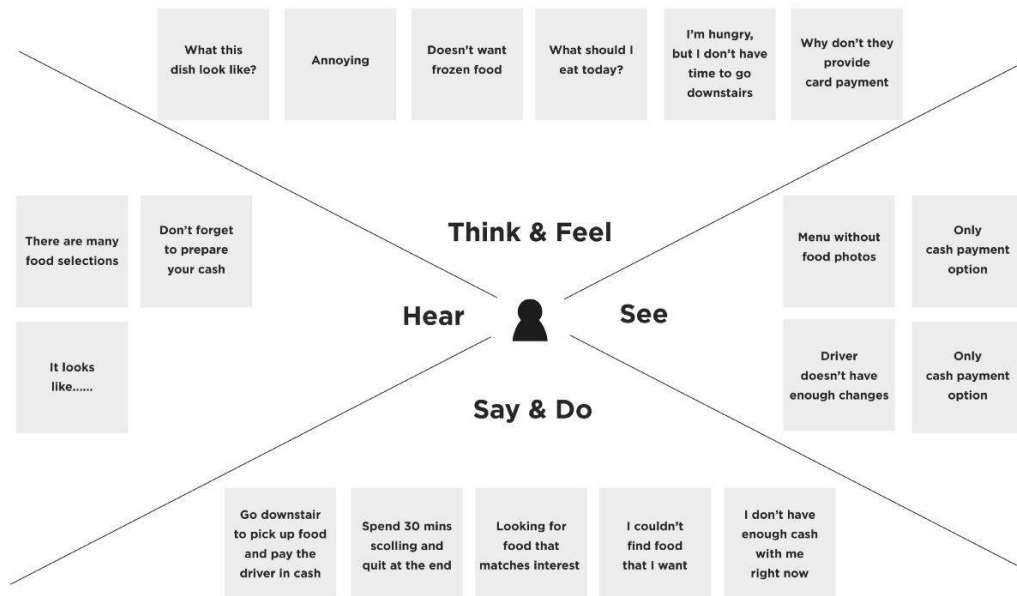 What this
dish look like?
Annoying
Doesn't want
frozen food
What should I
eat today?
I'm hungry,
but I don't have
time to go
downstairs
Why don't they
provide
card payment
Think & Feel
There are many
food selections
Don't forget
to prepare
your cash
It looks
like......
Hear
See
Menu without
food photos
Only
cash payment
option
Driver
doesn't have
enough changes
Only
cash payment
option
Say & Do
Go downstair
to pick up food
and pay the
driver in cash
Spend 30 mins
scolling and
quit at the end
Looking for
food that
matches interest
I couldn't
find food
that I want
I don't have
enough cash
with me
right now